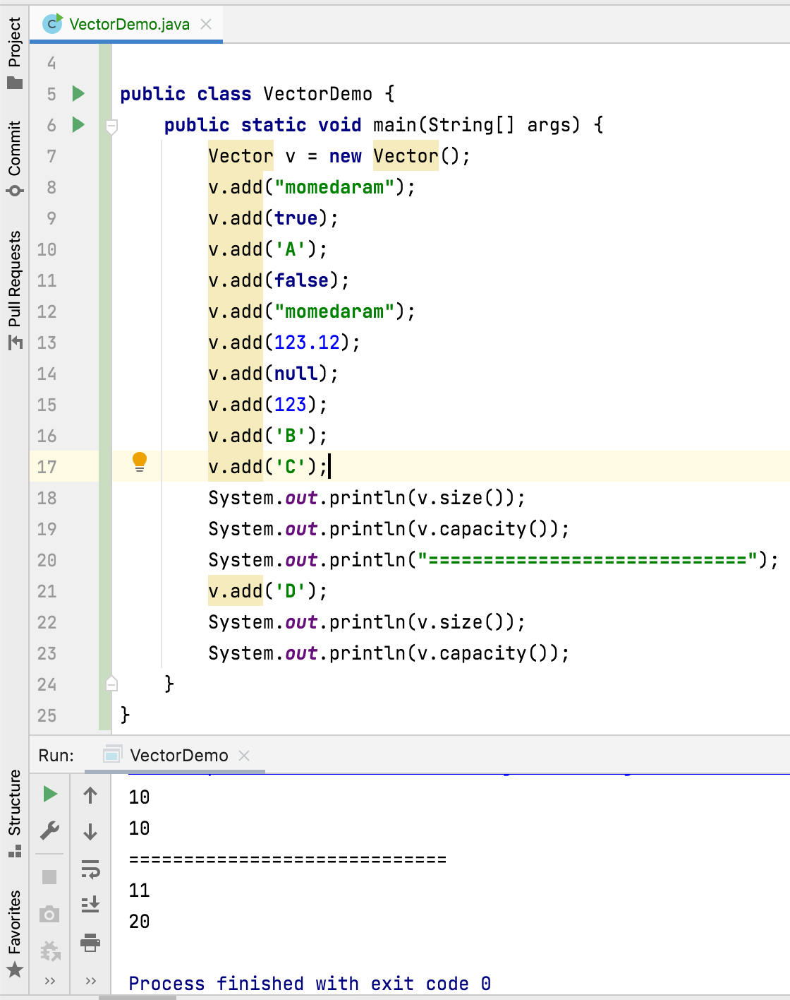 VectorDemo.java
Project
Commit
Pull Requests
4
5 public class VectorDemo {
6 public static void main(String[] args) {
7 Vector v = new Vector();
8 v.add("momedaram");
9 v.add(true);
10 v.add('A');
11 v.add(false);
12 v.add("momedaram");
13 v.add(123.12);
14 v.add(null);
15 v.add(123);
16 v.add('B');
17 v.add('C');
18 System.out.println(v.size());
19 System.out.println(v.capacity());
20 System.out.println("=============================");
21 v.add('D');
22 System.out.println(v.size());
23 System.out.println(v.capacity());
24 }
25 }
Run: VectorDemo
Structure
Favorites
10
10
=============================
11
20
Process finished with exit code 0